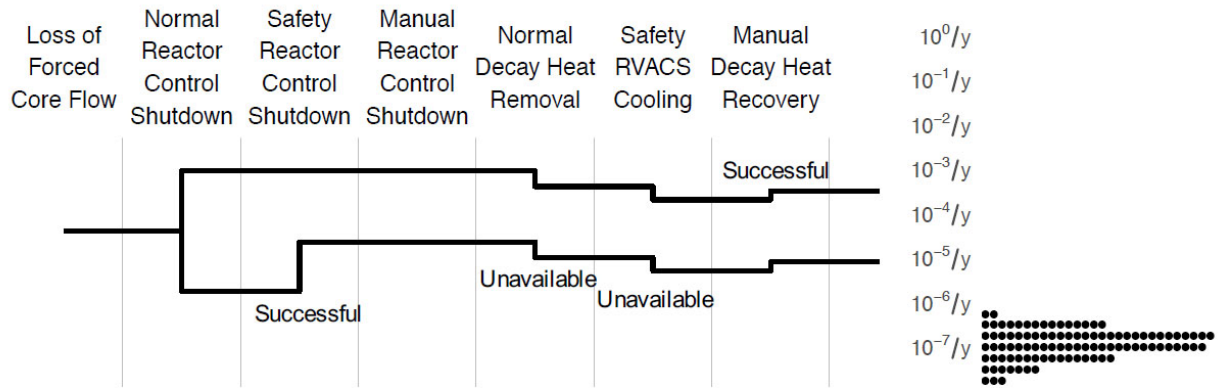 Loss of
Forced
Core Flow
Normal
Reactor
Control
Shutdown
Safety
Reactor
Control
Shutdown
Manual
Reactor
Control
Shutdown
Normal
Decay Heat
Removal
Safety
RVACS
Cooling
Manual
Decay Heat
Recovery
Successful
Unavailable
Unavailable
Successful
10⁰/y
10⁻¹/y
10⁻²/y
10⁻³/y
10⁻⁴/y
10⁻⁵/y
10⁻⁶/y
10⁻⁷/y